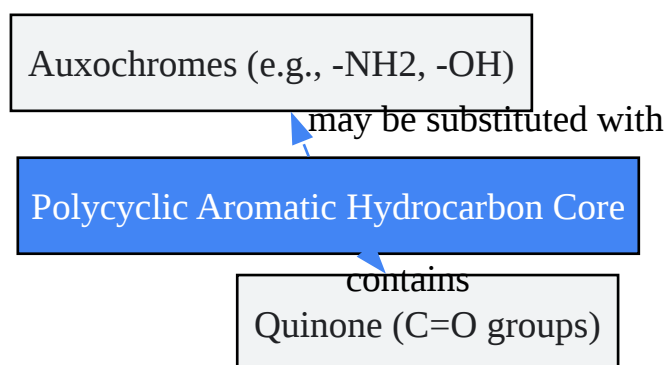 Auxochromes (e.g., -NH2, -OH)
may be substituted with
Polycyclic Aromatic Hydrocarbon Core
contains
Quinone (C=O groups)